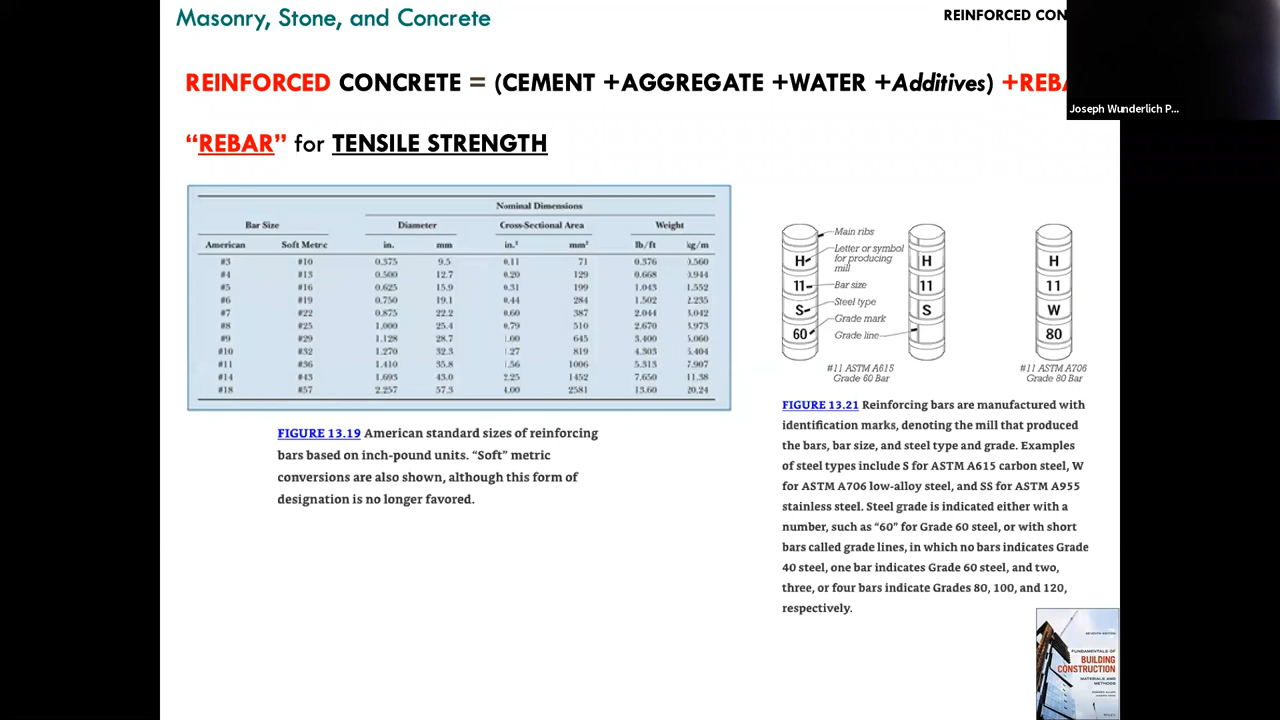 Masonry, Stone, and Concrete
REINFORCED CON
Joseph Wunderlich P...
REINFORCED CONCRETE = (CEMENT +AGGREGATE +WATER +Additives) +REBA
“REBAR” for TENSILE STRENGTH
Nominal Dimensions
Bar Size Diameter Cross-Sectional Area Weight
American Soft Metric in. mm in.² mm² lb/ft kg/m
#3 #10 0.375 9.5 0.11 71 0.376 0.560
#4 #13 0.500 12.7 0.20 129 0.668 0.944
#5 #16 0.625 15.9 0.31 199 1.043 1.552
#6 #19 0.750 19.1 0.44 284 1.502 2.235
#7 #22 0.875 22.2 0.60 387 2.044 3.042
#8 #25 1.000 25.4 0.79 510 2.670 3.973
#9 #29 1.128 28.7 1.00 645 3.400 5.060
#10 #32 1.270 32.3 1.27 819 4.303 6.404
#11 #36 1.410 35.8 1.56 1006 5.313 7.907
#14 #43 1.693 43.0 2.25 1452 7.650 11.38
#18 #57 2.257 57.3 4.00 2581 13.60 20.24
FIGURE 13.19 American standard sizes of reinforcing
bars based on inch-pound units. “Soft” metric
conversions are also shown, although this form of
designation is no longer favored.
Main ribs
Letter or symbol
for producing
mill
Bar size
Steel type
Grade mark
Grade line
H
11
S
60
H
11
S
H
11
W
80
#11 ASTM A615
Grade 60 Bar
#11 ASTM A706
Grade 80 Bar
FIGURE 13.21 Reinforcing bars are manufactured with
identification marks, denoting the mill that produced
the bars, bar size, and steel type and grade. Examples
of steel types include S for ASTM A615 carbon steel, W
for ASTM A706 low-alloy steel, and SS for ASTM A955
stainless steel. Steel grade is indicated either with a
number, such as “60” for Grade 60 steel, or with short
bars called grade lines, in which no bars indicates Grade
40 steel, one bar indicates Grade 60 steel, and two,
three, or four bars indicate Grades 80, 100, and 120,
respectively.
FUNDAMENTALS OF
BUILDING
CONSTRUCTION
MATERIALS AND
METHODS